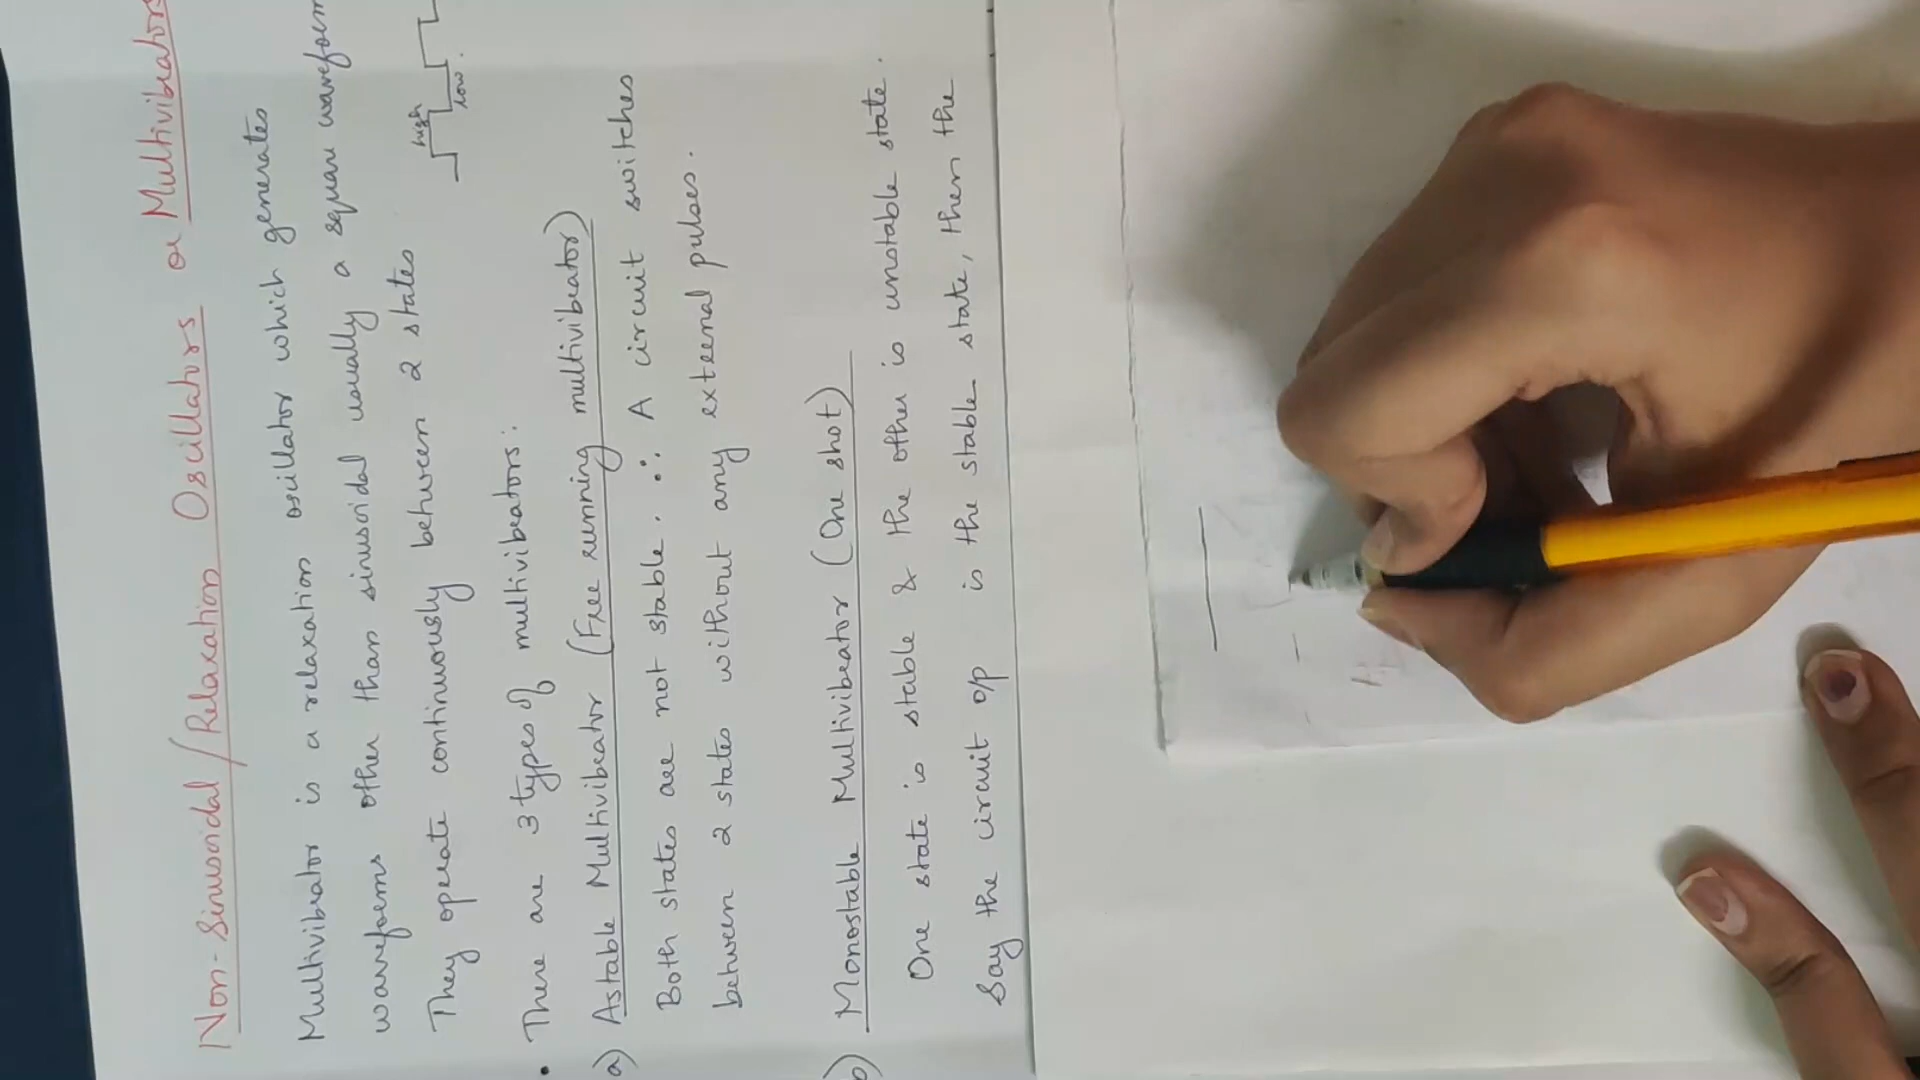 Non-Sinusoidal/Relaxation Oscillators or Multivibrators
Multivibrator is a relaxation oscillator which generates
waveforms other than sinusoidal usually a square waveform
They operate continuously between 2 states
high
low.
• There are 3 types of multivibrators:
a) Astable Multivibrator (Free running multivibrator)
Both states are not stable. ∴ A circuit switches
between 2 states without any external pulses.
b) Monostable Multivibrator (One shot)
One state is stable & the other is unstable state.
Say the circuit o/p is the stable state, then the